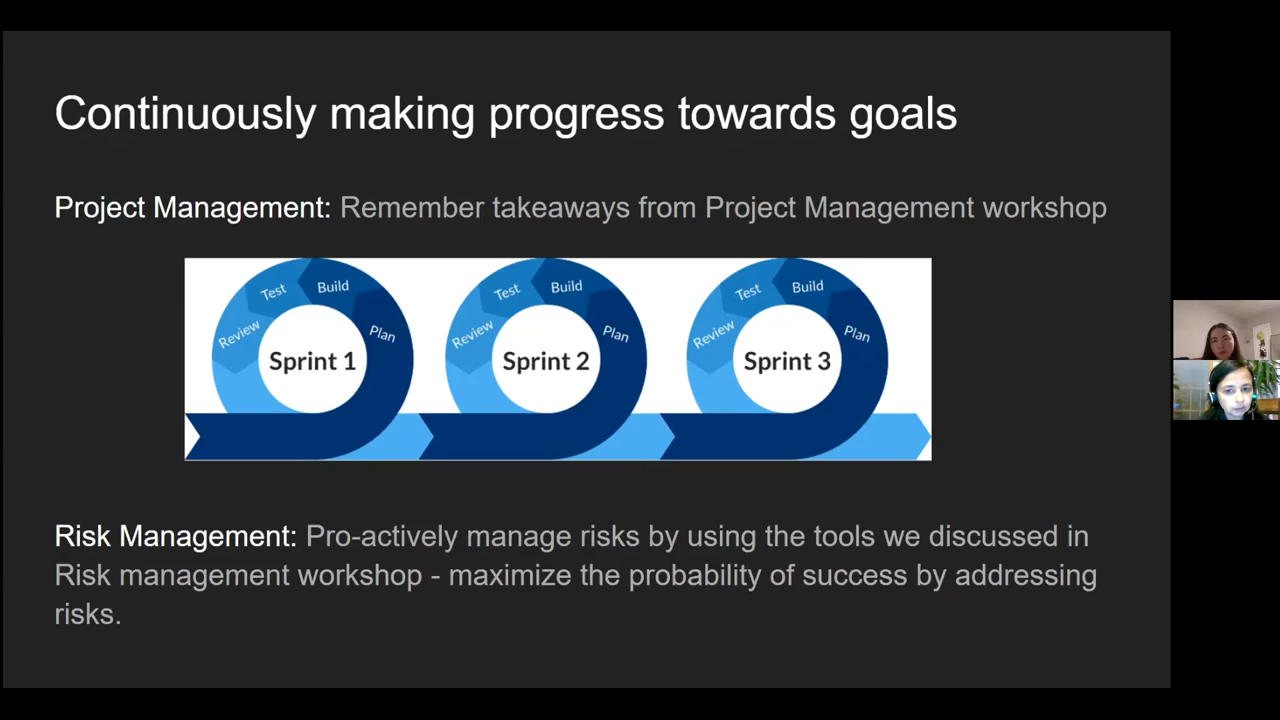 Continuously making progress towards goals
Project Management: Remember takeaways from Project Management workshop
Test Build
Review Plan
Sprint 1
Test Build
Review Plan
Sprint 2
Test Build
Review Plan
Sprint 3
Risk Management: Pro-actively manage risks by using the tools we discussed in
Risk management workshop - maximize the probability of success by addressing
risks.